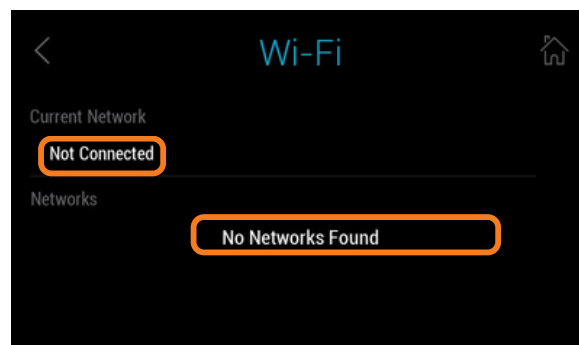 Wi-Fi
Current Network
Not Connected
Networks
No Networks Found